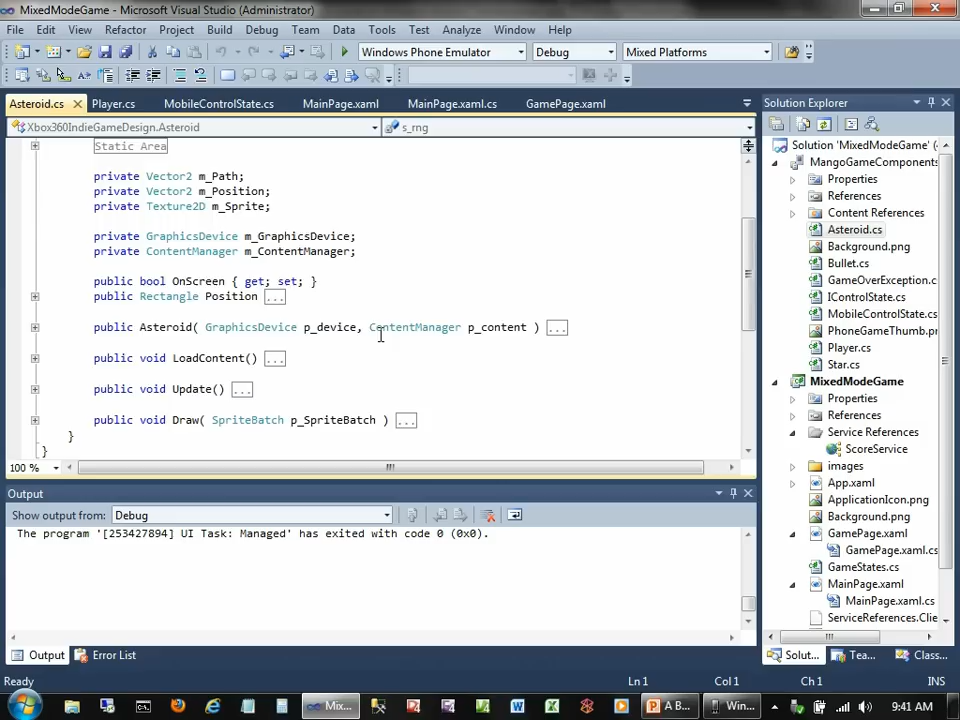 MixedModeGame - Microsoft Visual Studio (Administrator)
File Edit View Refactor Project Build Debug Team Data Tools Test Analyze Window Help
Windows Phone Emulator Debug Mixed Platforms
Asteroid.cs Player.cs MobileControlState.cs MainPage.xaml MainPage.xaml.cs GamePage.xaml
Xbox360IndieGameDesign.Asteroid s_rng
Static Area
private Vector2 m_Path;
private Vector2 m_Position;
private Texture2D m_Sprite;
private GraphicsDevice m_GraphicsDevice;
private ContentManager m_ContentManager;
public bool OnScreen { get; set; }
public Rectangle Position ...
public Asteroid( GraphicsDevice p_device, ContentManager p_content ) ...
public void LoadContent() ...
public void Update() ...
public void Draw( SpriteBatch p_SpriteBatch ) ...
}
}
100 %
Output
Show output from: Debug
The program '[253427894] UI Task: Managed' has exited with code 0 (0x0).
Output Error List
Solution Explorer
Solution 'MixedModeGame' (
MangoGameComponents
Properties
References
Content References
Asteroid.cs
Background.png
Bullet.cs
GameOverException.c
IControlState.cs
MobileControlState.cs
PhoneGameThumb.pr
Player.cs
Star.cs
MixedModeGame
Properties
References
Service References
ScoreService
images
App.xaml
ApplicationIcon.png
Background.png
GamePage.xaml
GamePage.xaml.cs
GameStates.cs
MainPage.xaml
MainPage.xaml.cs
ServiceReferences.Clie
Solut... Tea... Class...
Ready Ln 1 Col 1 Ch 1 INS
Mix... A B... Win... 9:41 AM